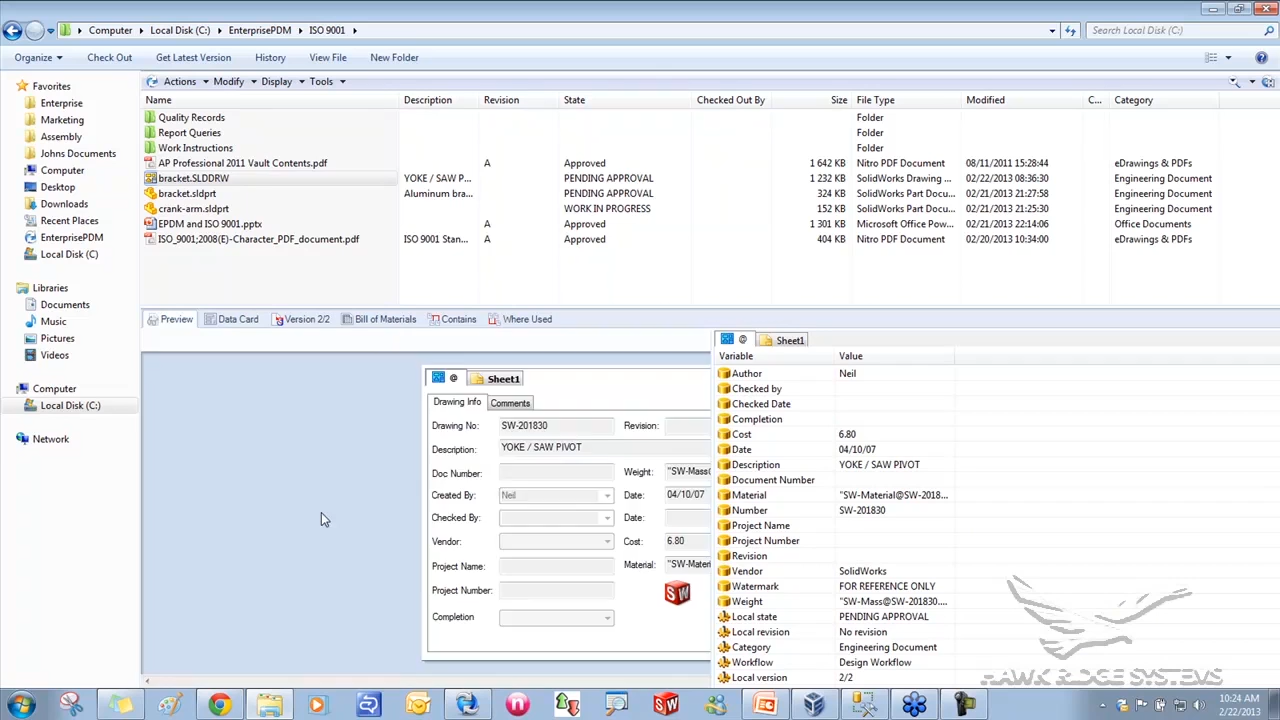 Computer Local Disk (C:) EnterprisePDM ISO 9001
Search Local Disk (C:)
Organize Check Out Get Latest Version History View File New Folder
Favorites
Enterprise
Marketing
Assembly
Johns Documents
Computer
Desktop
Downloads
Recent Places
EnterprisePDM
Local Disk (C:)
Libraries
Documents
Music
Pictures
Videos
Computer
Local Disk (C:)
Network
Actions Modify Display Tools
Name Description Revision State Checked Out By Size File Type Modified C... Category
Quality Records Folder
Report Queries Folder
Work Instructions Folder
AP Professional 2011 Vault Contents.pdf A Approved 1 642 KB Nitro PDF Document 08/11/2011 15:28:44 eDrawings & PDFs
bracket.SLDDRW YOKE / SAW P... PENDING APPROVAL 1 232 KB SolidWorks Drawing ... 02/22/2013 08:36:30 Engineering Document
bracket.sldprt Aluminum bra... PENDING APPROVAL 324 KB SolidWorks Part Docu... 02/21/2013 21:27:58 Engineering Document
crank-arm.sldprt WORK IN PROGRESS 152 KB SolidWorks Part Docu... 02/21/2013 21:25:30 Engineering Document
EPDM and ISO 9001.pptx A Approved 1 301 KB Microsoft Office Pow... 02/21/2013 22:14:06 Office Documents
ISO_9001;2008(E)-Character_PDF_document.pdf ISO 9001 Stan... A Approved 404 KB Nitro PDF Document 02/20/2013 10:34:00 eDrawings & PDFs
Preview Data Card Version 2/2 Bill of Materials Contains Where Used
@ Sheet1
Drawing Info Comments
Drawing No: SW-201830 Revision:
Description: YOKE / SAW PIVOT
Doc Number: Weight: "SW-Mass@
Created By: Neil Date: 04/10/07
Checked By: Date:
Vendor: Cost: 6.80
Project Name: Material: "SW-Materi
Project Number:
SW
Completion
@ Sheet1
Variable Value
Author Neil
Checked by
Checked Date
Completion
Cost 6.80
Date 04/10/07
Description YOKE / SAW PIVOT
Document Number
Material "SW-Material@SW-2018...
Number SW-201830
Project Name
Project Number
Revision
Vendor SolidWorks
Watermark FOR REFERENCE ONLY
Weight "SW-Mass@SW-201830....
Local state PENDING APPROVAL
Local revision No revision
Category Engineering Document
Workflow Design Workflow
Local version 2/2
HAWK RIDGE SYSTEMS
10:24 AM
2/22/2013